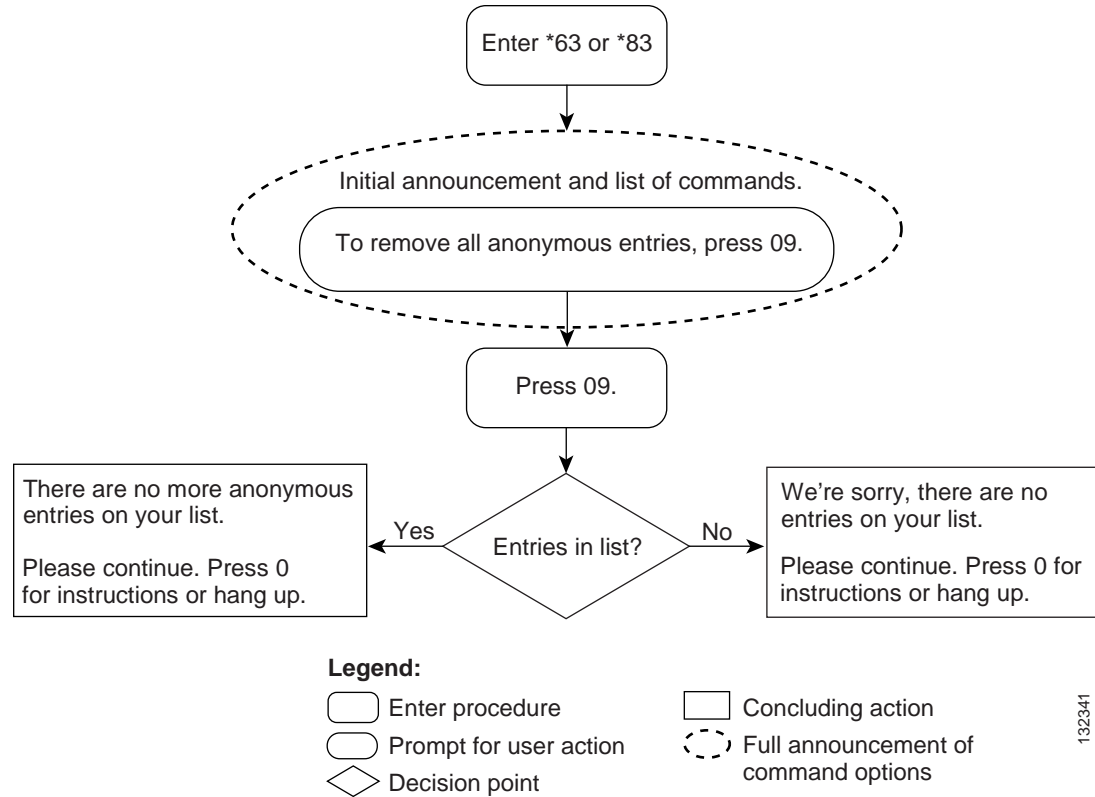 Enter *63 or *83
Initial announcement and list of commands.
To remove all anonymous entries, press 09.
Press 09.
There are no more anonymous
entries on your list.
Please continue. Press 0
for instructions or hang up.
Yes
Entries in list?
No
We're sorry, there are no
entries on your list.
Please continue. Press 0 for
instructions or hang up.
Legend:
Enter procedure
Prompt for user action
Decision point
Concluding action
Full announcement of
command options
132341